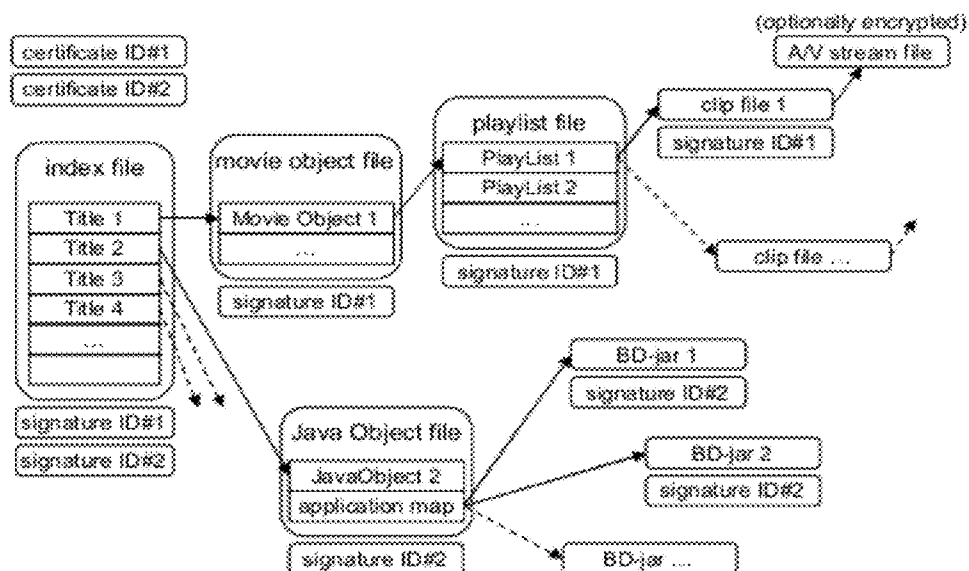 (optionally encrypted)
A/V stream file
certificate ID#1
certificate ID#2
clip file 1
signature ID#1
playlist file
PlayList 1
PlayList 2
...
signature ID#1
clip file ...
movie object file
Movie Object 1
...
signature ID#1
index file
Title 1
Title 2
Title 3
Title 4
...
signature ID#1
signature ID#2
Java Object file
JavaObject 2
application map
signature ID#2
BD-jar 1
signature ID#2
BD-jar 2
signature ID#2
BD-jar ....